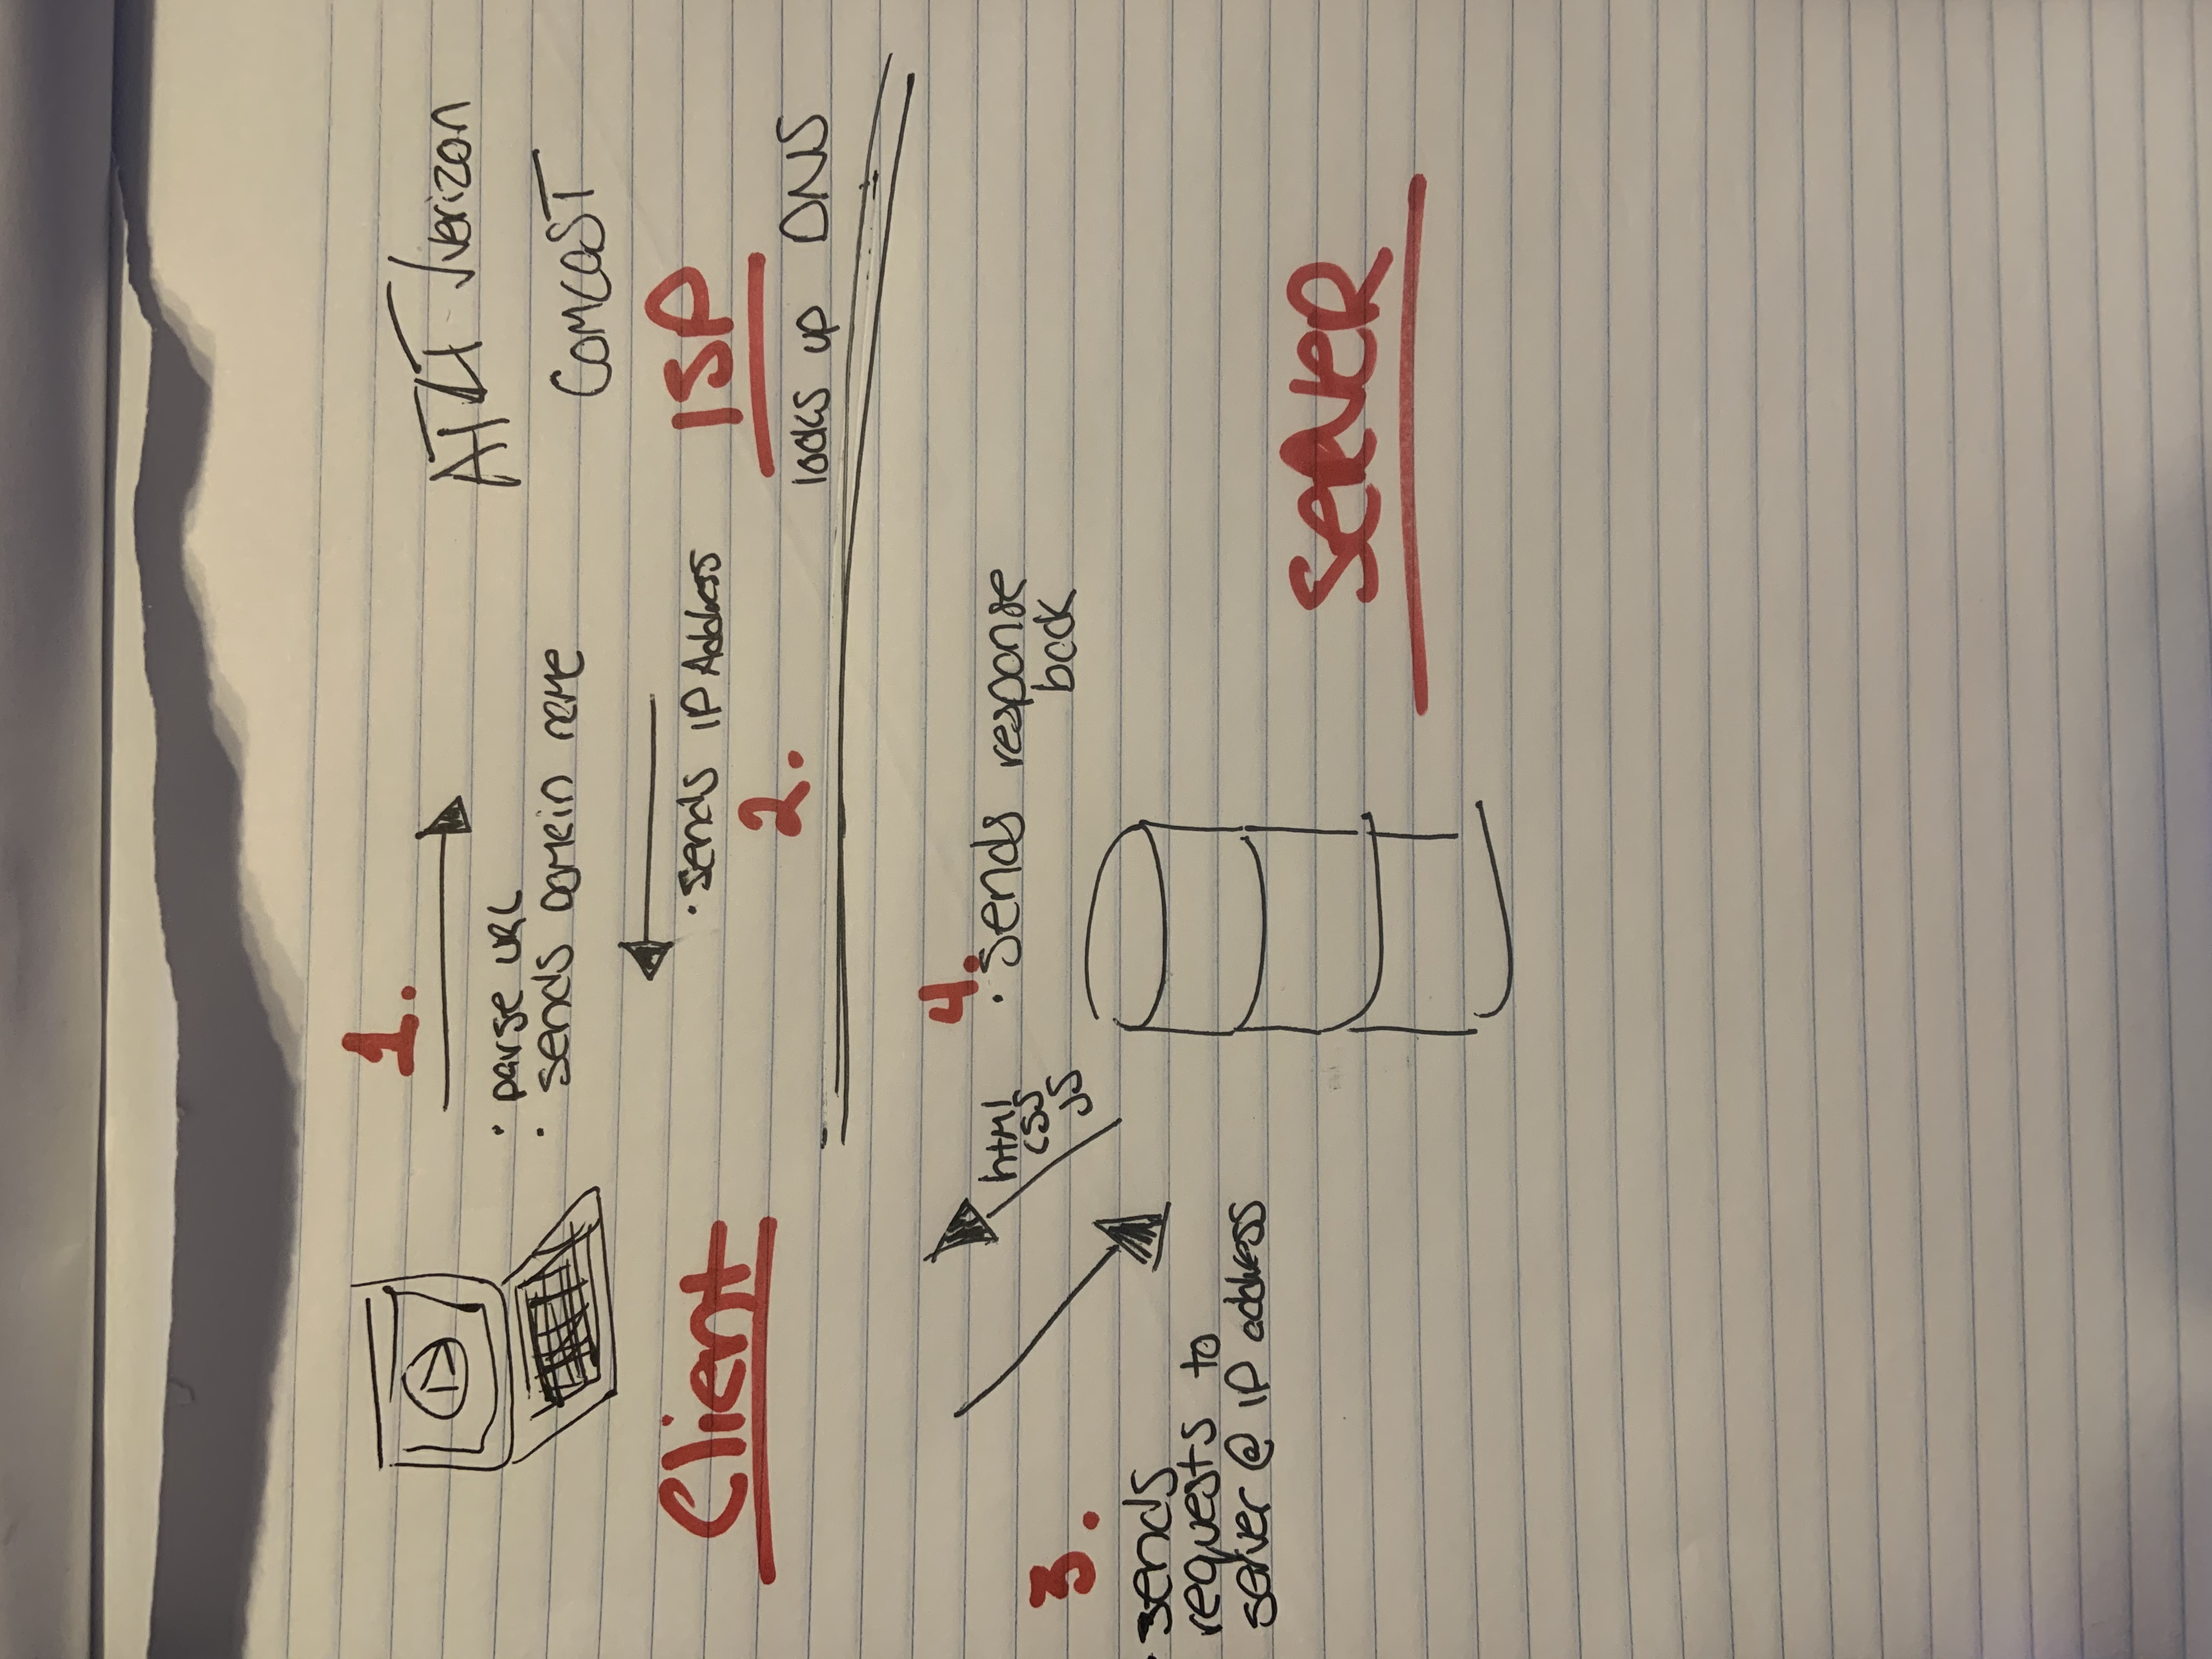 1.
AT&T √verizon
• parse URL
• sends Domain name
Comcast
• sends IP Address
Client
ISP
2.
looks up DNS
4.
• sends response
back
html
css
JS
3.
• sends
requests to
server @ IP address
SERVER